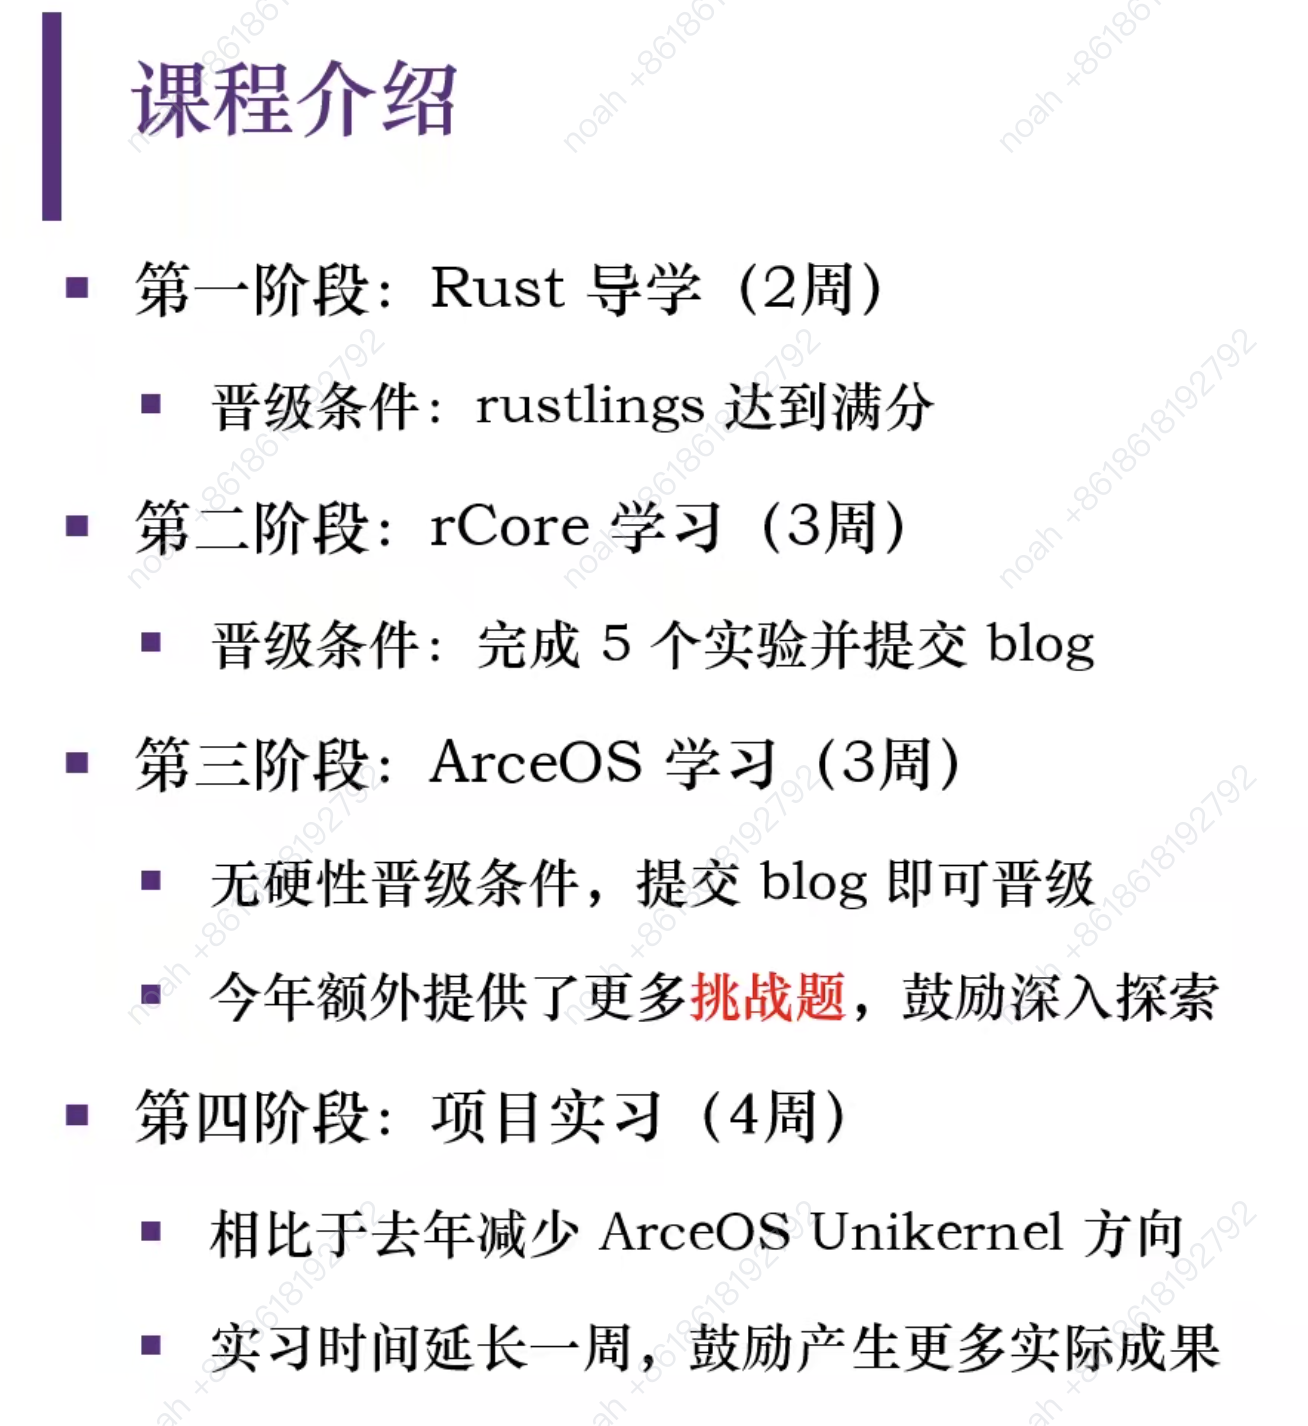 课程介绍
第一阶段：Rust 导学（2周）
晋级条件：rustlings 达到满分
第二阶段：rCore 学习（3周）
晋级条件：完成 5 个实验并提交 blog
第三阶段：ArceOS 学习（3周）
无硬性晋级条件，提交 blog 即可晋级
今年额外提供了更多挑战题，鼓励深入探索
第四阶段：项目实习（4周）
相比于去年减少 ArceOS Unikernel 方向
实习时间延长一周，鼓励产生更多实际成果
noah +8618618192792